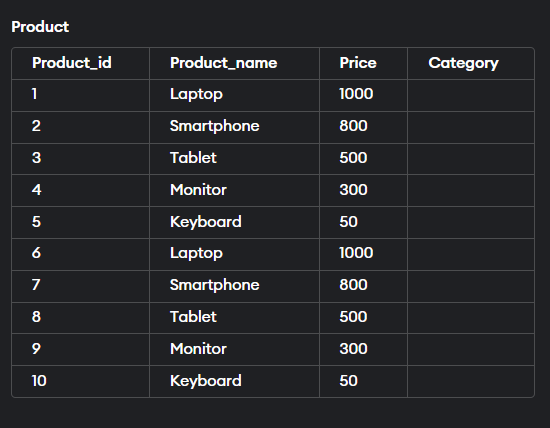 Product
Product_id Product_name Price Category
1 Laptop 1000
2 Smartphone 800
3 Tablet 500
4 Monitor 300
5 Keyboard 50
6 Laptop 1000
7 Smartphone 800
8 Tablet 500
9 Monitor 300
10 Keyboard 50